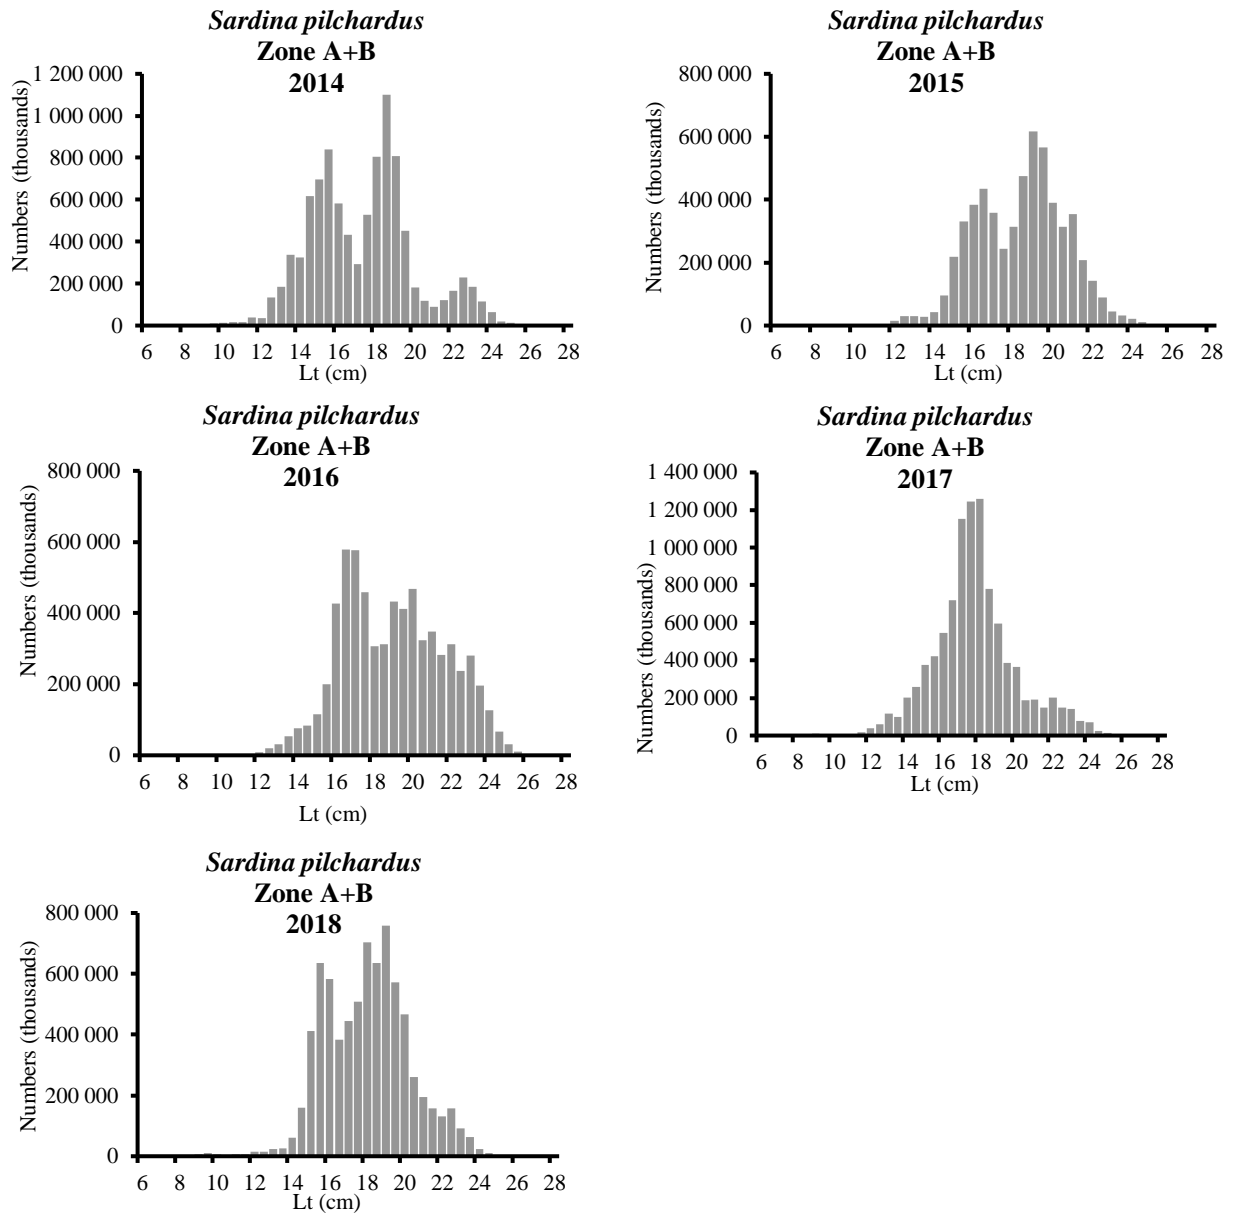 Sardina pilchardus
Zone A+B
2014
Numbers (thousands)
1 200 000
1 000 000
800 000
600 000
400 000
200 000
0
6 8 10 12 14 16 18 20 22 24 26 28
Lt (cm)
Sardina pilchardus
Zone A+B
2015
Numbers (thousands)
800 000
600 000
400 000
200 000
0
6 8 10 12 14 16 18 20 22 24 26 28
Lt (cm)
Sardina pilchardus
Zone A+B
2016
Numbers (thousands)
800 000
600 000
400 000
200 000
0
6 8 10 12 14 16 18 20 22 24 26 28
Lt (cm)
Sardina pilchardus
Zone A+B
2017
Numbers (thousands)
1 400 000
1 200 000
1 000 000
800 000
600 000
400 000
200 000
0
6 8 10 12 14 16 18 20 22 24 26 28
Lt (cm)
Sardina pilchardus
Zone A+B
2018
Numbers (thousands)
800 000
600 000
400 000
200 000
0
6 8 10 12 14 16 18 20 22 24 26 28
Lt (cm)